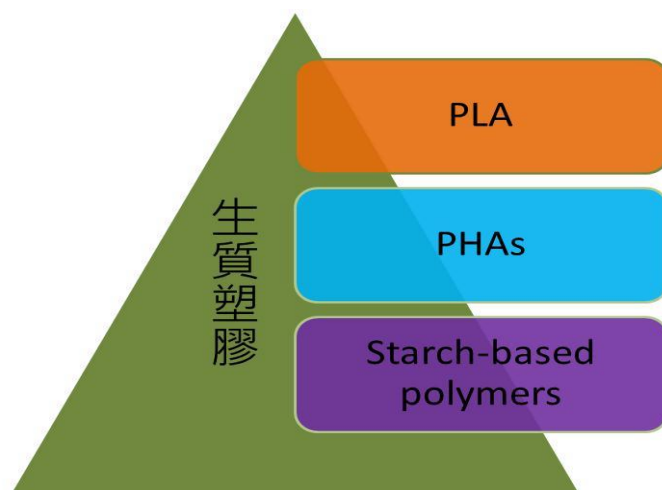 生質塑膠
PLA
PHAs
Starch-based
polymers